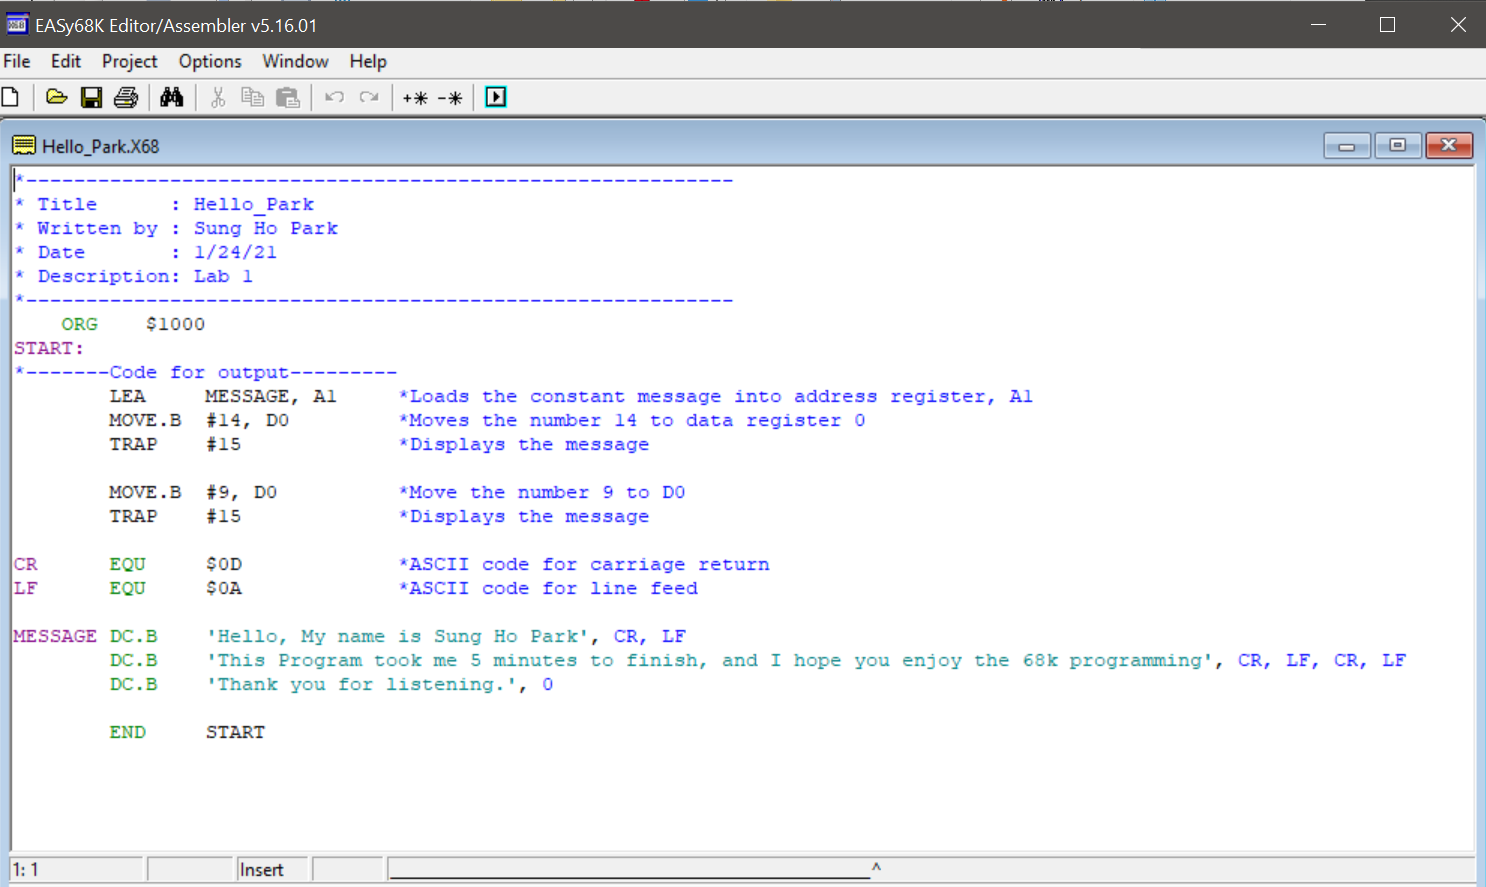 EASy68K Editor/Assembler v5.16.01
File Edit Project Options Window Help
Hello_Park.X68
*-----------------------------------------------------------
* Title      : Hello_Park
* Written by : Sung Ho Park
* Date       : 1/24/21
* Description: Lab 1
*-----------------------------------------------------------
    ORG    $1000
START:
*-------Code for output---------
        LEA     MESSAGE, A1     *Loads the constant message into address register, A1
        MOVE.B  #14, D0         *Moves the number 14 to data register 0
        TRAP    #15             *Displays the message
        MOVE.B  #9, D0          *Move the number 9 to D0
        TRAP    #15             *Displays the message
CR      EQU     $0D             *ASCII code for carriage return
LF      EQU     $0A             *ASCII code for line feed
MESSAGE DC.B    'Hello, My name is Sung Ho Park', CR, LF
        DC.B    'This Program took me 5 minutes to finish, and I hope you enjoy the 68k programming', CR, LF, CR, LF
        DC.B    'Thank you for listening.', 0
        END     START
1: 1 Insert